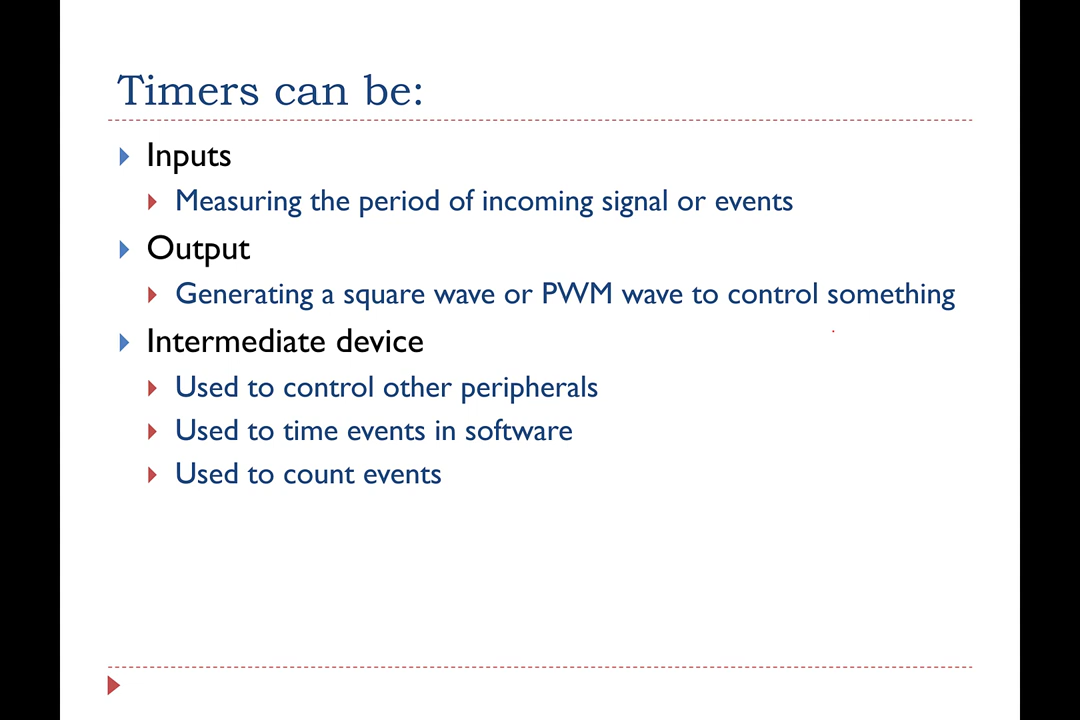 Timers can be:
Inputs
Measuring the period of incoming signal or events
Output
Generating a square wave or PWM wave to control something
Intermediate device
Used to control other peripherals
Used to time events in software
Used to count events